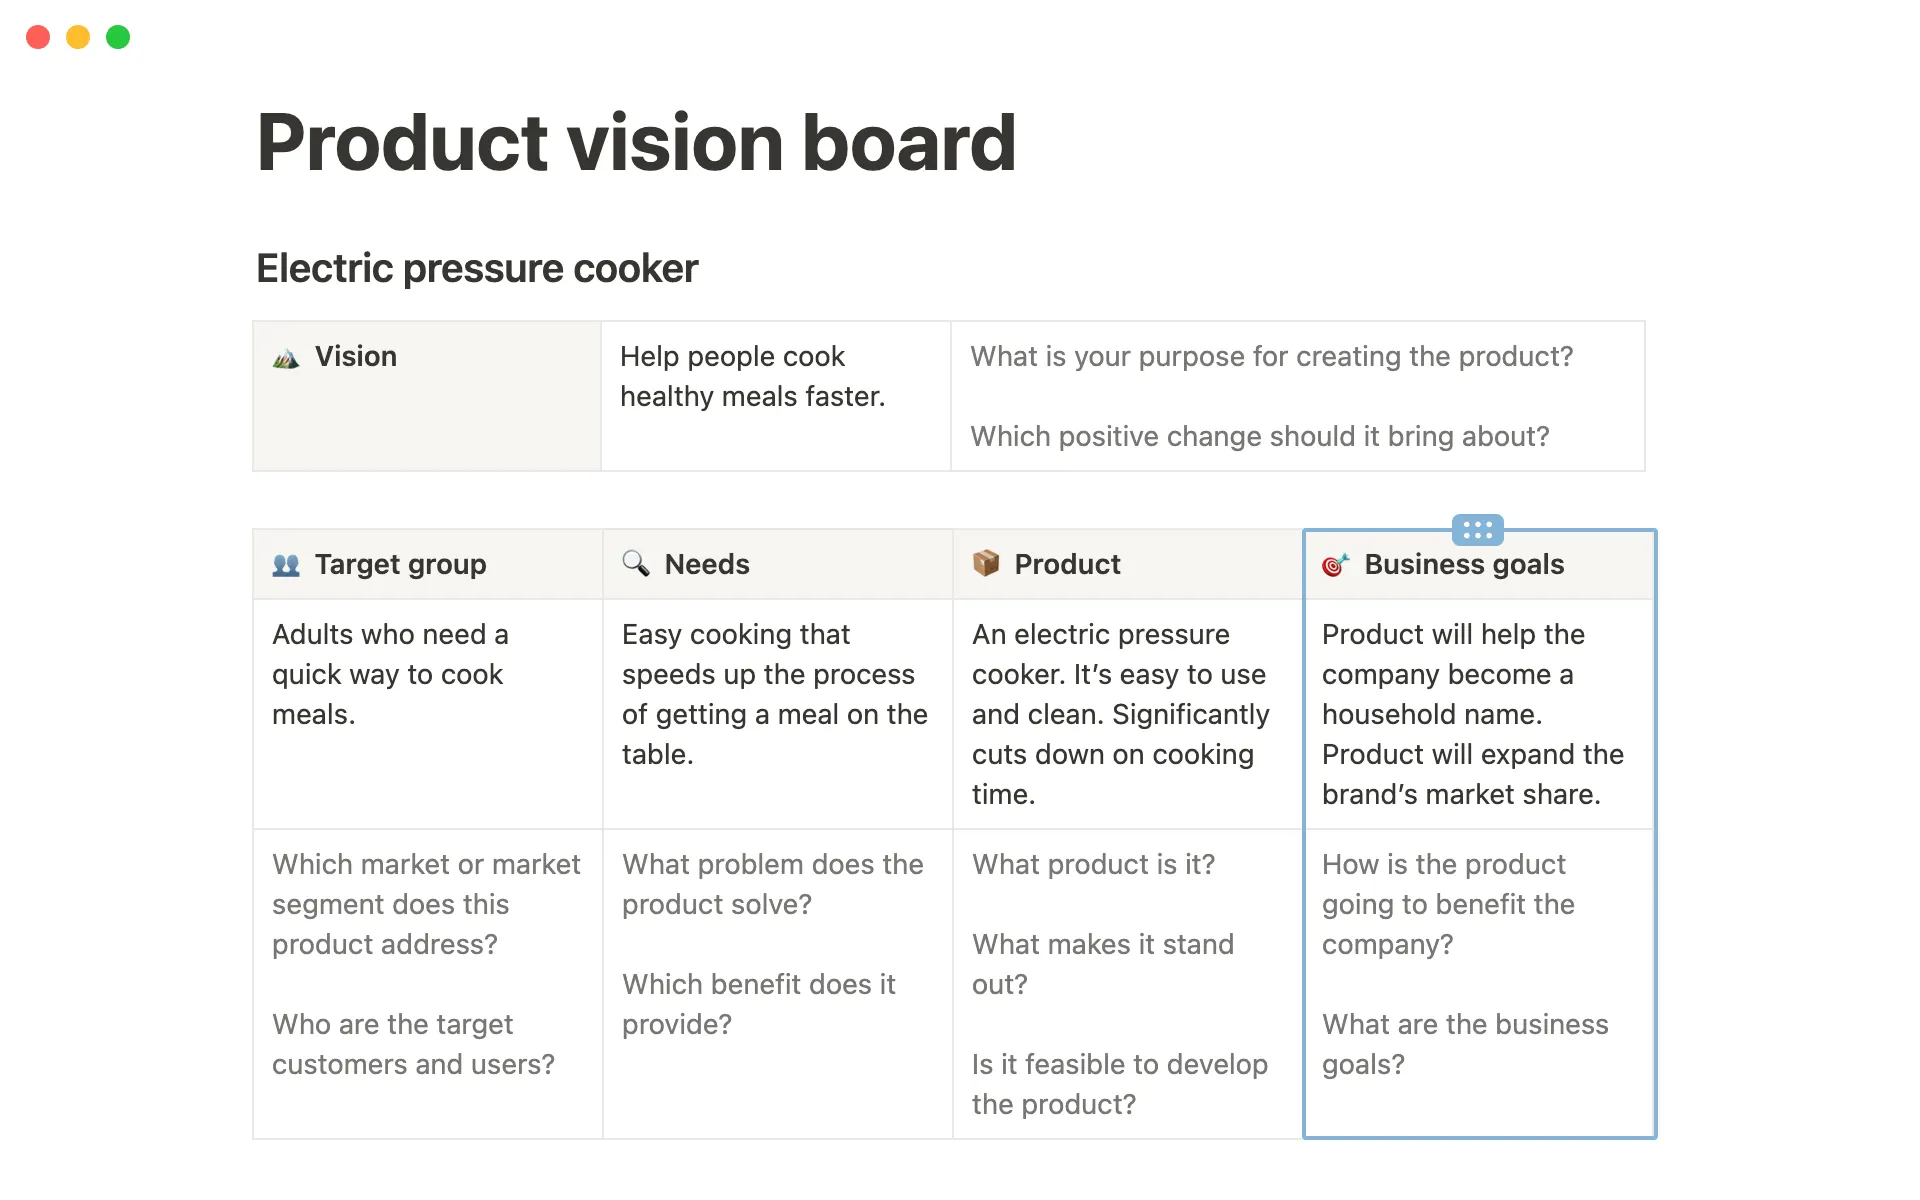 Product vision board
Electric pressure cooker
Vision
Help people cook
healthy meals faster.
What is your purpose for creating the product?
Which positive change should it bring about?
Target group
Needs
Product
Business goals
Adults who need a
quick way to cook
meals.
Easy cooking that
speeds up the process
of getting a meal on the
table.
An electric pressure
cooker. It’s easy to use
and clean. Significantly
cuts down on cooking
time.
Product will help the
company become a
household name.
Product will expand the
brand’s market share.
Which market or market
segment does this
product address?
Who are the target
customers and users?
What problem does the
product solve?
Which benefit does it
provide?
What product is it?
What makes it stand
out?
Is it feasible to develop
the product?
How is the product
going to benefit the
company?
What are the business
goals?